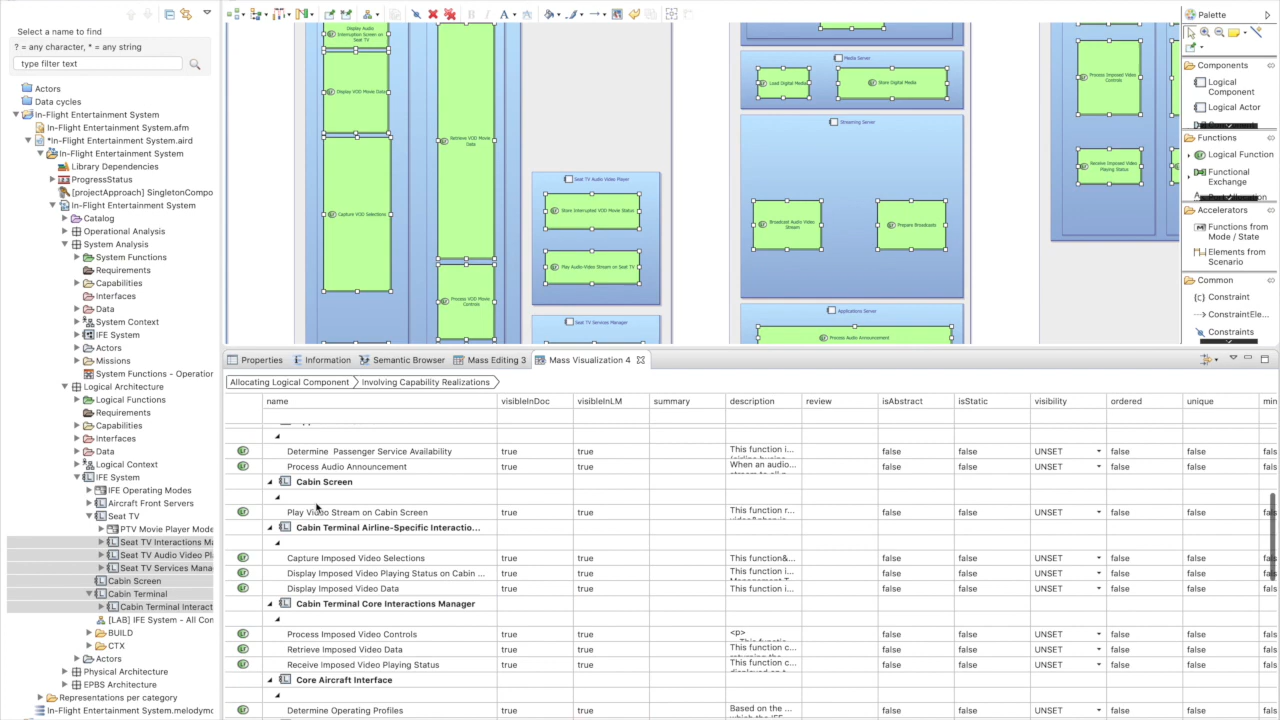 Select a name to find
? = any character, * = any string
type filter text
Actors
Data cycles
In-Flight Entertainment System
In-Flight Entertainment System.afm
*In-Flight Entertainment System.aird
In-Flight Entertainment System
Library Dependencies
ProgressStatus
[projectApproach] SingletonCompo
In-Flight Entertainment System
Catalog
Operational Analysis
System Analysis
System Functions
Requirements
Capabilities
Interfaces
Data
System Context
IFE System
Actors
Missions
System Functions - Operation
Logical Architecture
Logical Functions
Requirements
Capabilities
Interfaces
Data
Logical Context
IFE System
IFE Operating Modes
Aircraft Front Servers
Seat TV
PTV Movie Player Mode
Seat TV Interactions M
Seat TV Audio Video Pl
Seat TV Services Mana
Cabin Screen
Cabin Terminal
Cabin Terminal Interact
[LAB] IFE System - All Con
BUILD
CTX
Actors
Physical Architecture
EPBS Architecture
Representations per category
In-Flight Entertainment System.melodymo
Display Audio
Interruption Screen on
Seat TV
Display VOD Movie Data
Capture VOD Selections
Retrieve VOD Movie
Data
Process VOD Movie
Controls
Seat TV Audio Video Player
Store Interrupted VOD Movie Status
Play Audio-Video Stream on Seat TV
Seat TV Services Manager
Media Server
Load Digital Media
Store Digital Media
Streaming Server
Broadcast Audio Video
Stream
Prepare Broadcasts
Applications Server
Process Audio Announcement
Process Imposed Video
Controls
Receive Imposed Video
Playing Status
Palette
Components
Logical
Component
Logical Actor
Functions
Logical Function
Functional
Exchange
Accelerators
Functions from
Mode / State
Elements from
Scenario
Common
Constraint
ConstraintEle...
Constraints
Properties Information Semantic Browser Mass Editing 3 Mass Visualization 4
Allocating Logical Component Involving Capability Realizations
name visibleInDoc visibleInLM summary description review isAbstract isStatic visibility ordered unique min
Determine Passenger Service Availability true true This function i... false false UNSET false false
Process Audio Announcement true true When an audio... false false UNSET false false
Cabin Screen
Play Video Stream on Cabin Screen true true This function r... false false UNSET false false
Cabin Terminal Airline-Specific Interactio...
Capture Imposed Video Selections true true This function&... false false UNSET false false
Display Imposed Video Playing Status on Cabin ... true true This function i... false false UNSET false false
Display Imposed Video Data true true This function i... false false UNSET false false
Cabin Terminal Core Interactions Manager
Process Imposed Video Controls true true <p> false false UNSET false false
Retrieve Imposed Video Data true true This function c... false false UNSET false false
Receive Imposed Video Playing Status true true This function c... false false UNSET false false
Core Aircraft Interface
Determine Operating Profiles true true Based on the ... false false UNSET false false